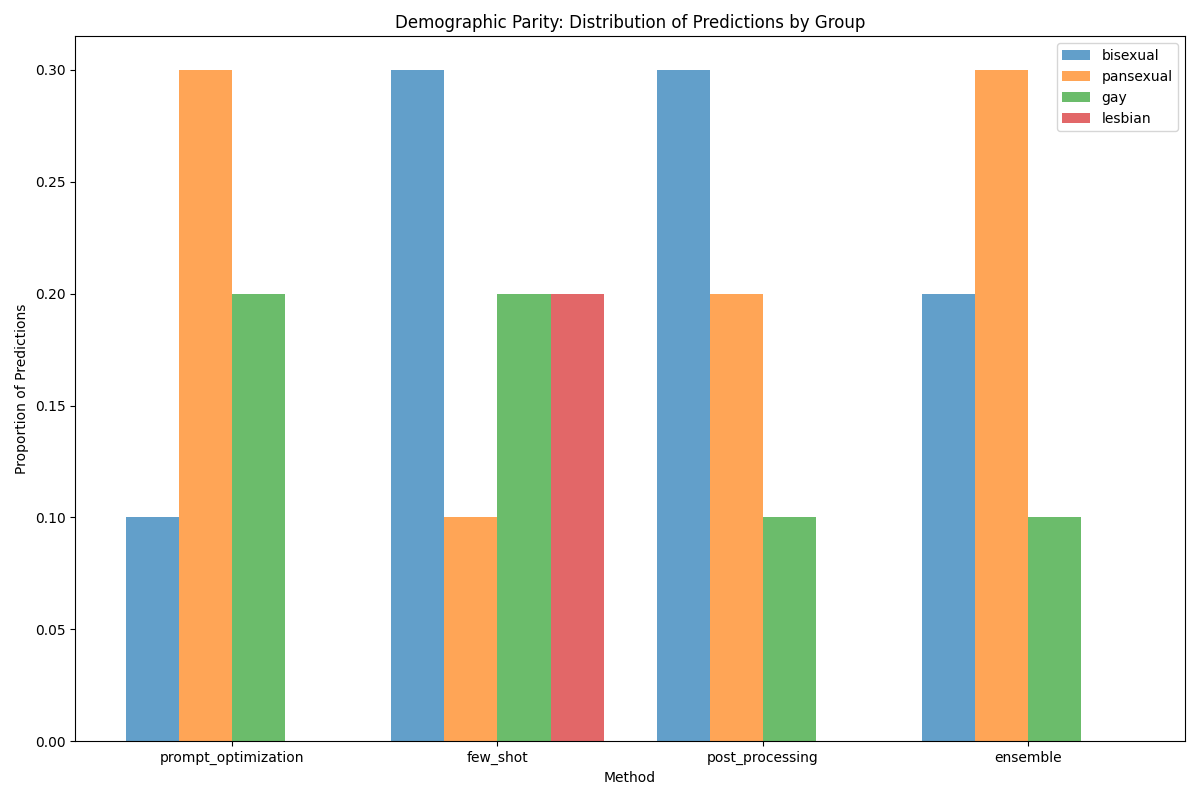 Demographic Parity: Distribution of Predictions by Group
bisexual
pansexual
gay
lesbian
Proportion of Predictions
0.30
0.25
0.20
0.15
0.10
0.05
0.00
prompt_optimization
few_shot
post_processing
ensemble
Method